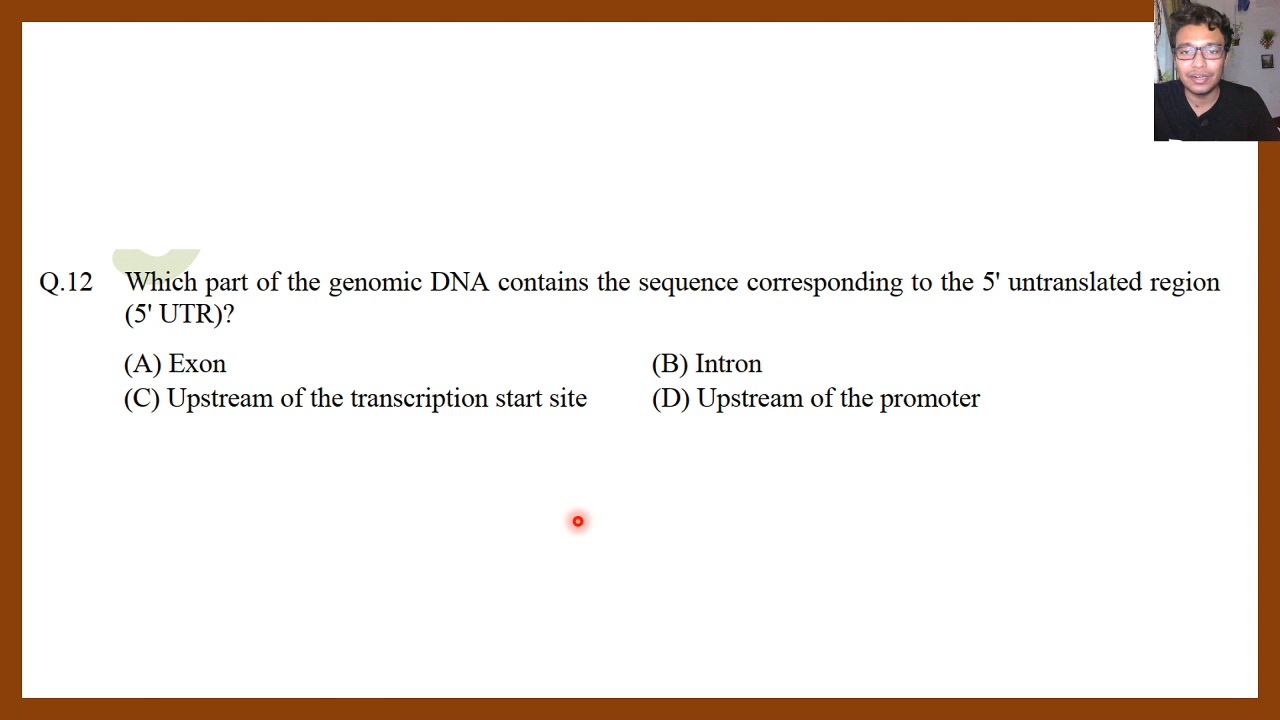 Q.12 Which part of the genomic DNA contains the sequence corresponding to the 5' untranslated region
(5' UTR)?
(A) Exon (B) Intron
(C) Upstream of the transcription start site (D) Upstream of the promoter